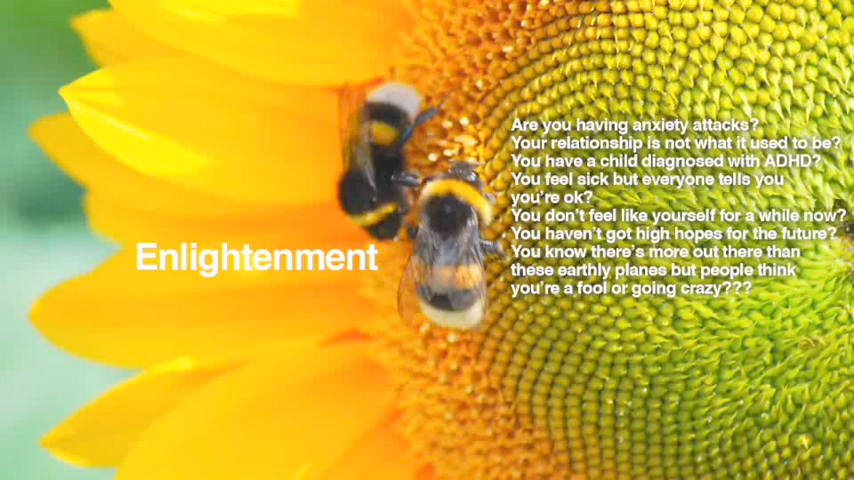 Enlightenment
Are you having anxiety attacks?
Your relationship is not what it used to be?
You have a child diagnosed with ADHD?
You feel sick but everyone tells you
you're ok?
You don't feel like yourself for a while now?
You haven't got high hopes for the future?
You know there's more out there than
these earthly planes but people think
you're a fool or going crazy???